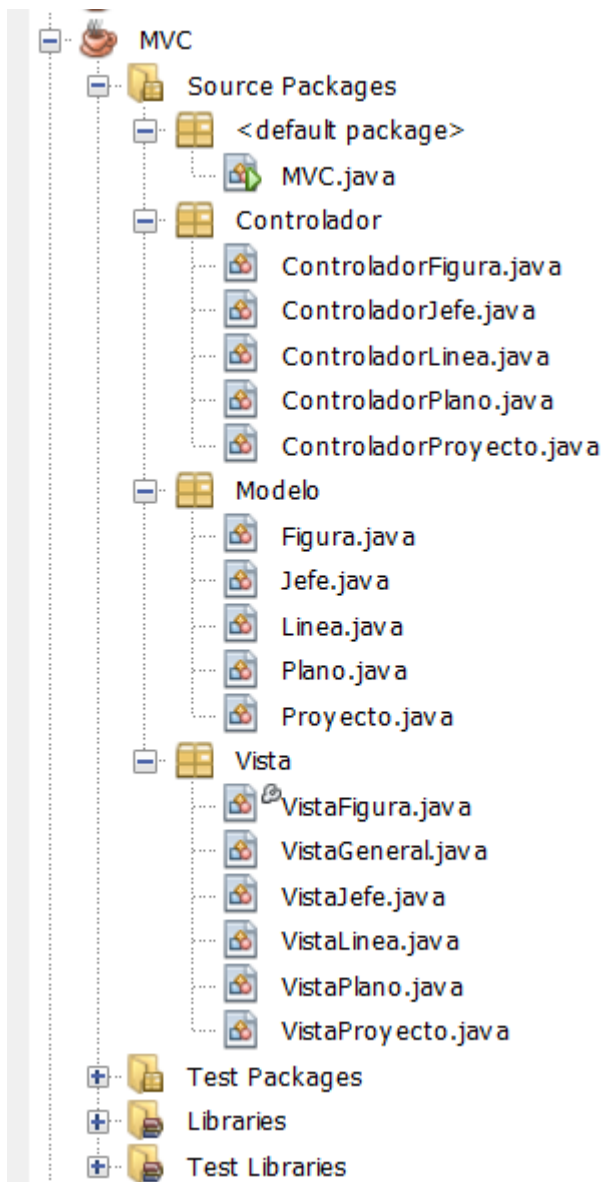 MVC
Source Packages
<default package>
MVC.java
Controlador
ControladorFigura.java
ControladorJefe.java
ControladorLinea.java
ControladorPlano.java
ControladorProyecto.java
Modelo
Figura.java
Jefe.java
Linea.java
Plano.java
Proyecto.java
Vista
VistaFigura.java
VistaGeneral.java
VistaJefe.java
VistaLinea.java
VistaPlano.java
VistaProyecto.java
Test Packages
Libraries
Test Libraries